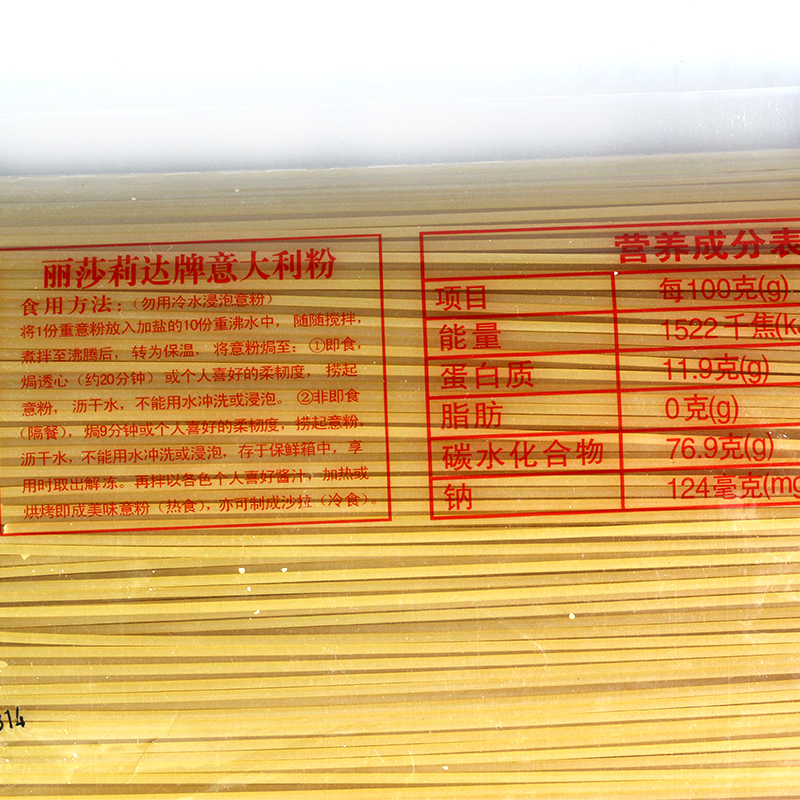 丽莎莉达牌意大利粉
食用方法：（勿用冷水浸泡意粉）
将1份重意粉放入加盐的10份重沸水中，随随搅拌，
煮拌至沸腾后，转为保温，将意粉焗至：①即食，
焗透心（约20分钟）或个人喜好的柔韧度，捞起
意粉，沥干水，不能用水冲洗或浸泡。②非即食
（隔餐），焗9分钟或个人喜好的柔韧度，捞起意粉，
沥干水，不能用水冲洗或浸泡，存于保鲜箱中，享
用时取出解冻。再拌以各色个人喜好酱汁，加热或
烘烤即成美味意粉（热食），亦可制成沙拉（冷食）。
营养成分表
项目 每100克(g)
能量 1522千焦(k
蛋白质 11.9克(g)
脂肪 0克(g)
碳水化合物 76.9克(g)
钠 124毫克(mg
314